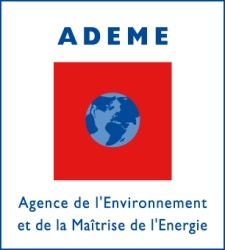 ADEME
Agence de l'Environnement
et de la Maîtrise de l'Energie